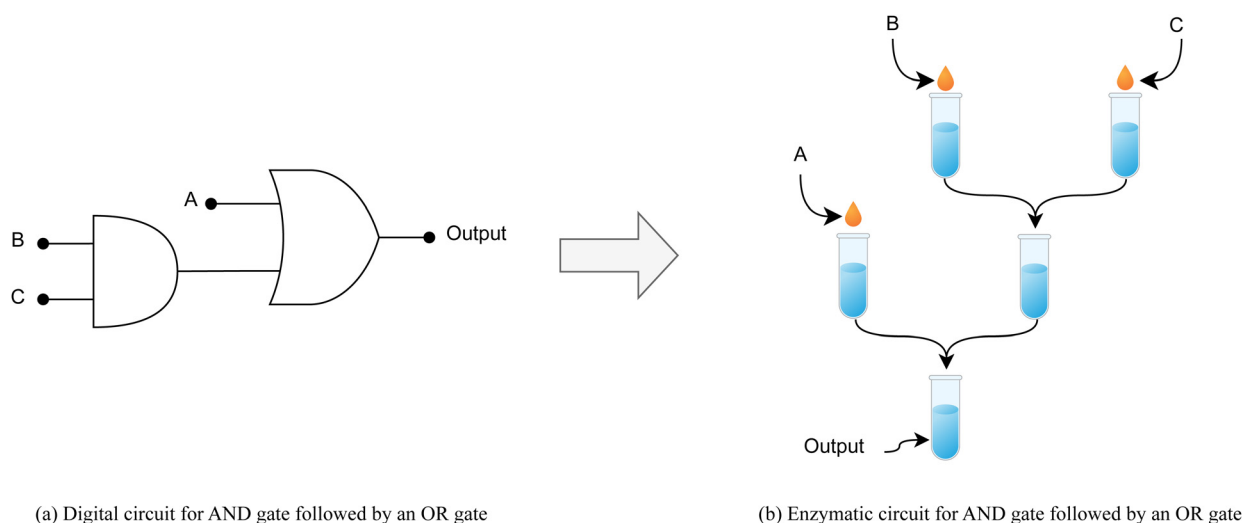 A
B
C
Output
B
C
A
Output
(a) Digital circuit for AND gate followed by an OR gate
(b) Enzymatic circuit for AND gate followed by an OR gate